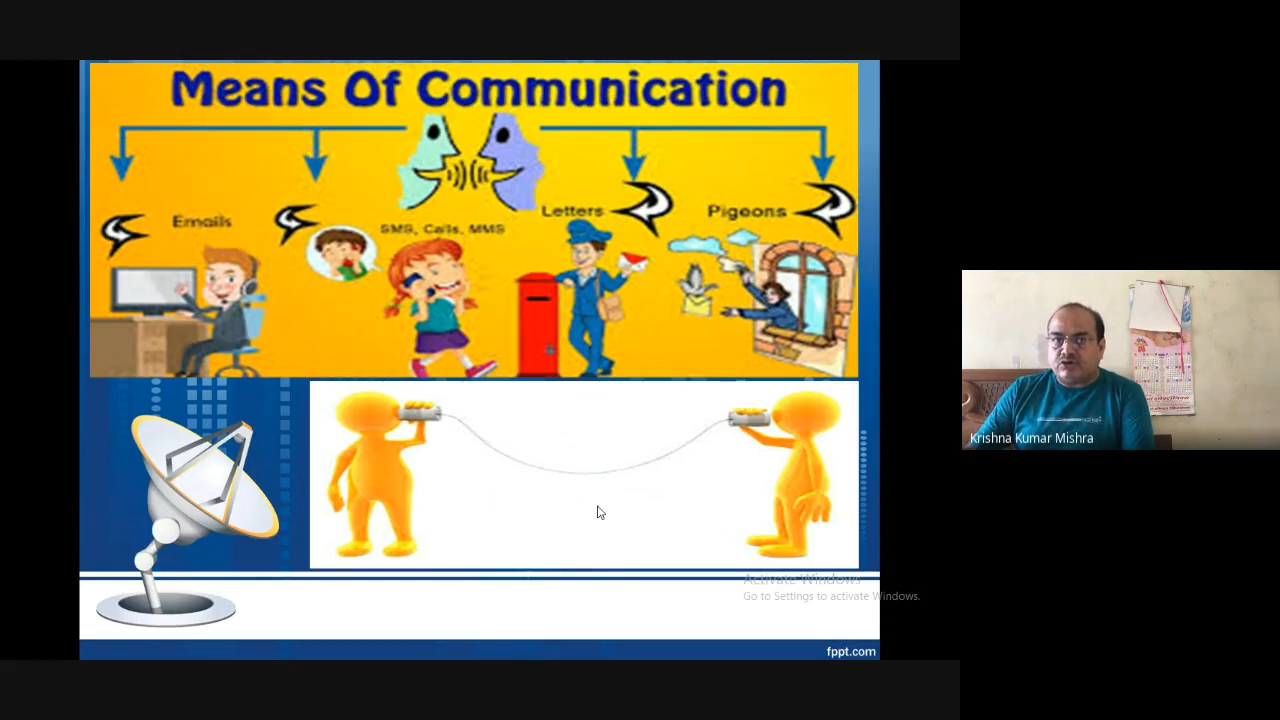 Means Of Communication
Emails
SMS, Calls, MMS
Letters
Pigeons
Krishna Kumar Mishra
Activate Windows
Go to Settings to activate Windows.
fppt.com